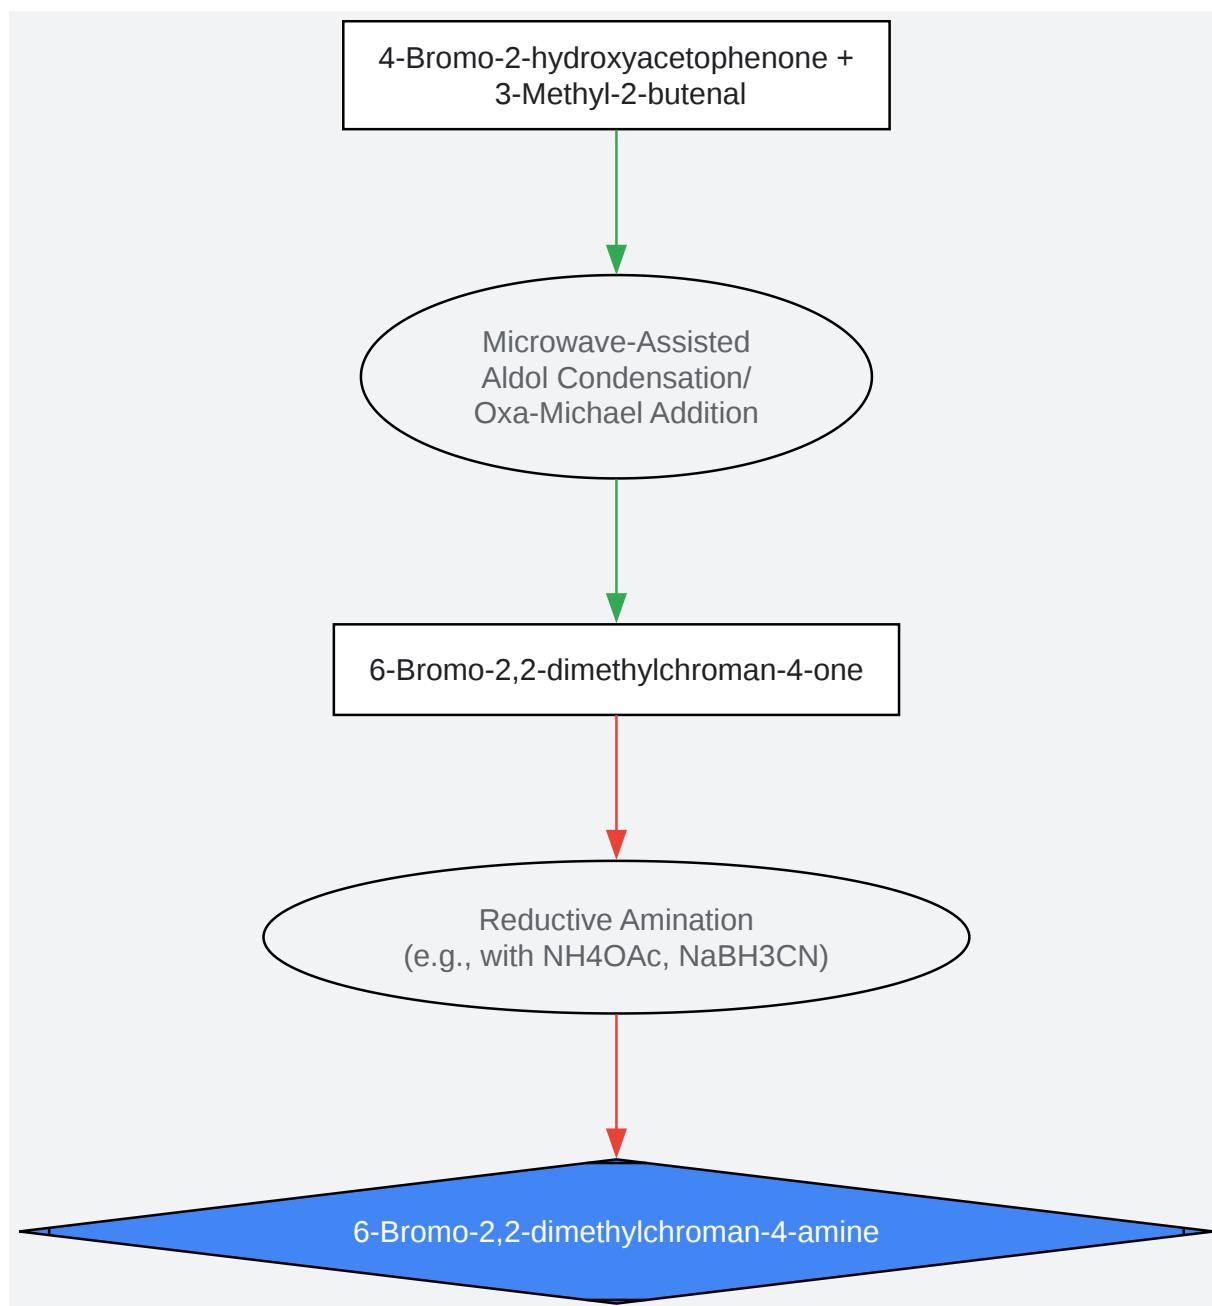 4-Bromo-2-hydroxyacetophenone +
3-Methyl-2-butenal
Microwave-Assisted
Aldol Condensation/
Oxa-Michael Addition
6-Bromo-2,2-dimethylchroman-4-one
Reductive Amination
(e.g., with NH4OAc, NaBH3CN)
6-Bromo-2,2-dimethylchroman-4-amine